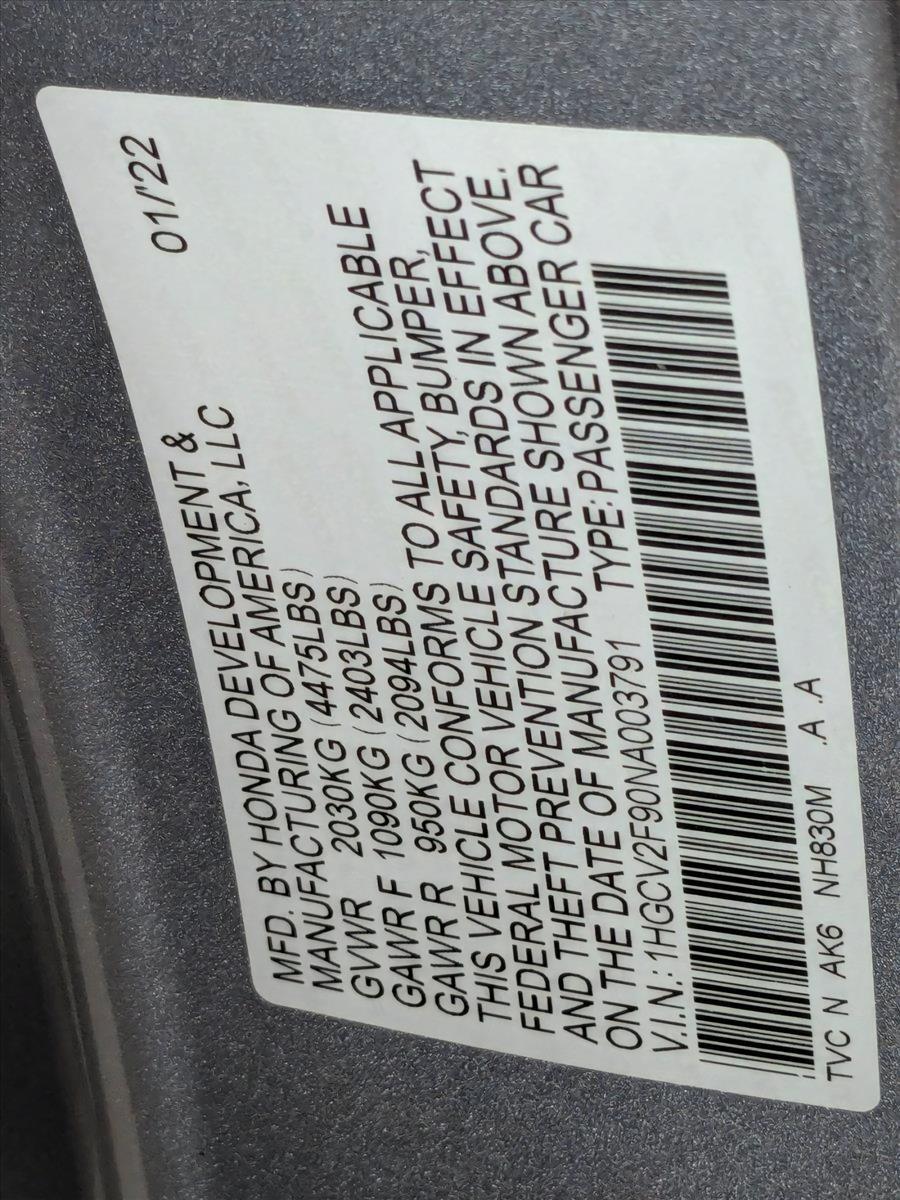 MFD. BY HONDA DEVELOPMENT & 01/'22
MANUFACTURING OF AMERICA, LLC
GVWR 2030KG (4475LBS)
GAWR F 1090KG (2403LBS)
GAWR R 950KG (2094LBS)
THIS VEHICLE CONFORMS TO ALL APPLICABLE
FEDERAL MOTOR VEHICLE SAFETY, BUMPER,
AND THEFT PREVENTION STANDARDS IN EFFECT
ON THE DATE OF MANUFACTURE SHOWN ABOVE.
V.I.N.: 1HGCV2F90NA003791 TYPE: PASSENGER CAR
TVC N AK6 NH830M .A .A